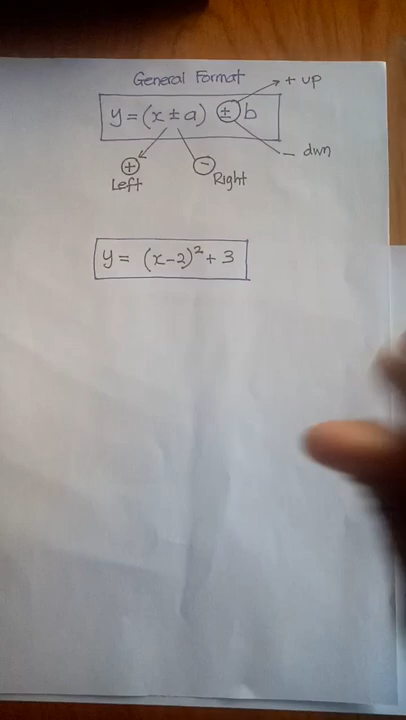 General Format
+ up
y = (x ± a) ± b
- dwn
+ -
Left Right
y = (x-2)² + 3